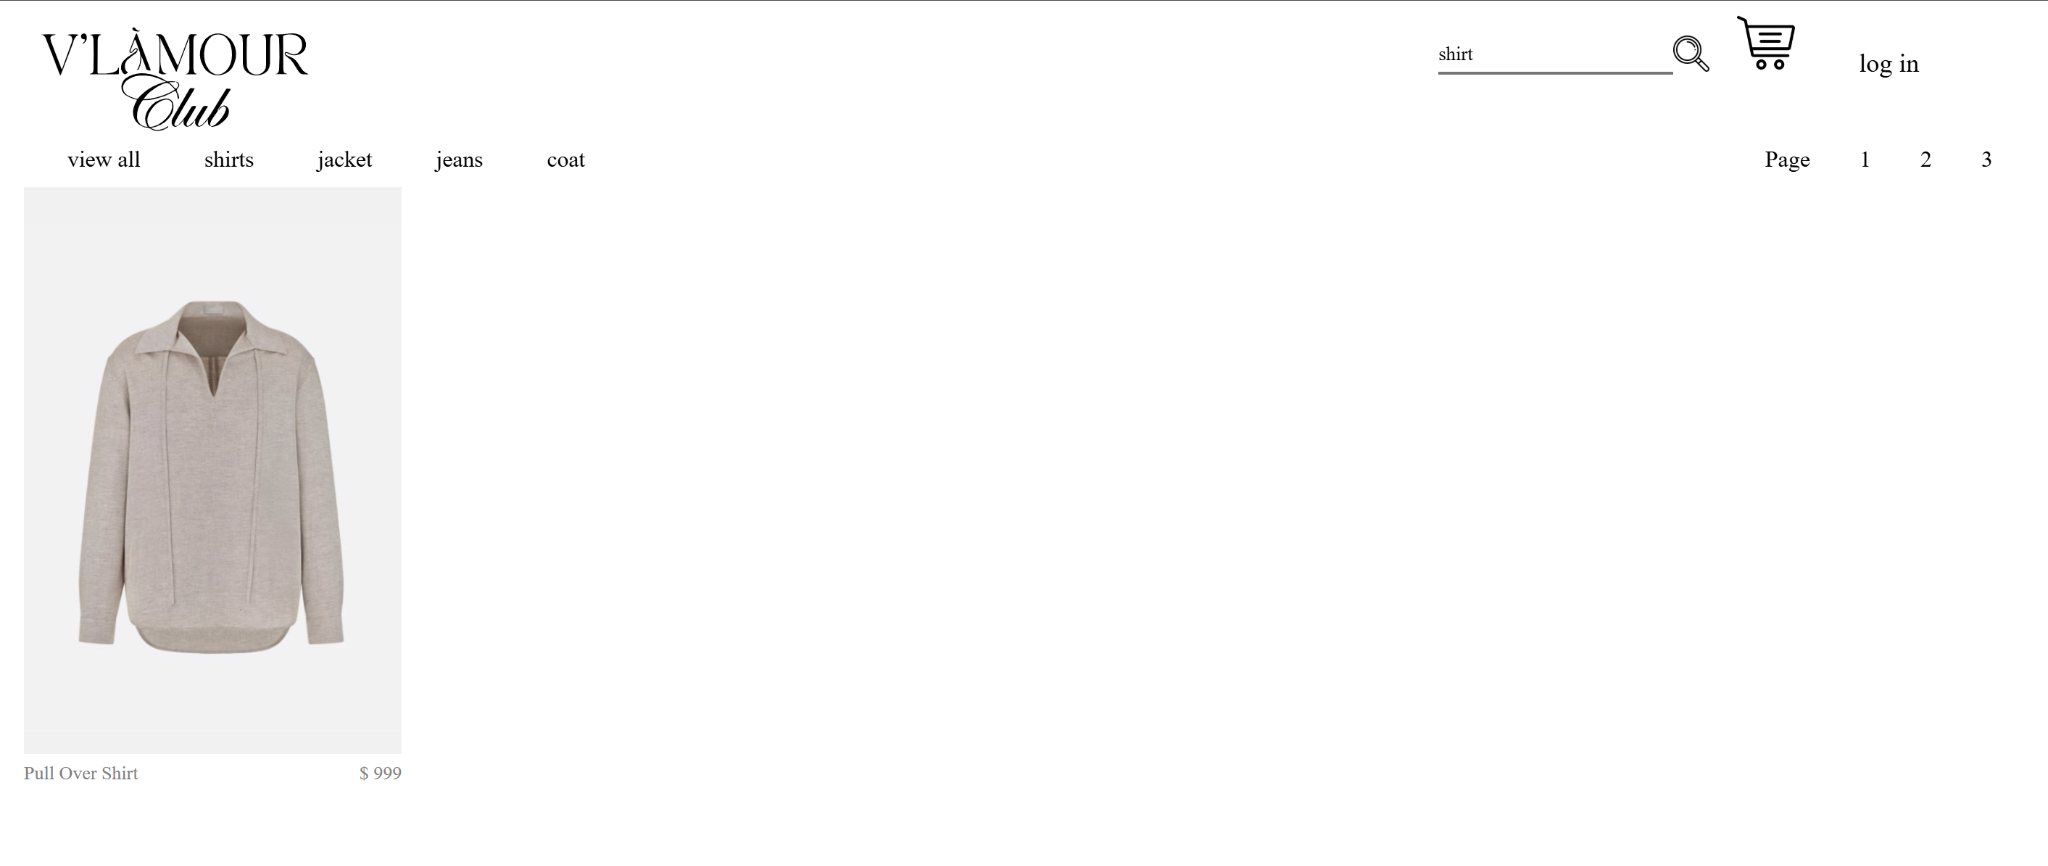 V'LÀMOUR
Club
shirt
log in
view all shirts jacket jeans coat
Page 1 2 3
Pull Over Shirt $ 999